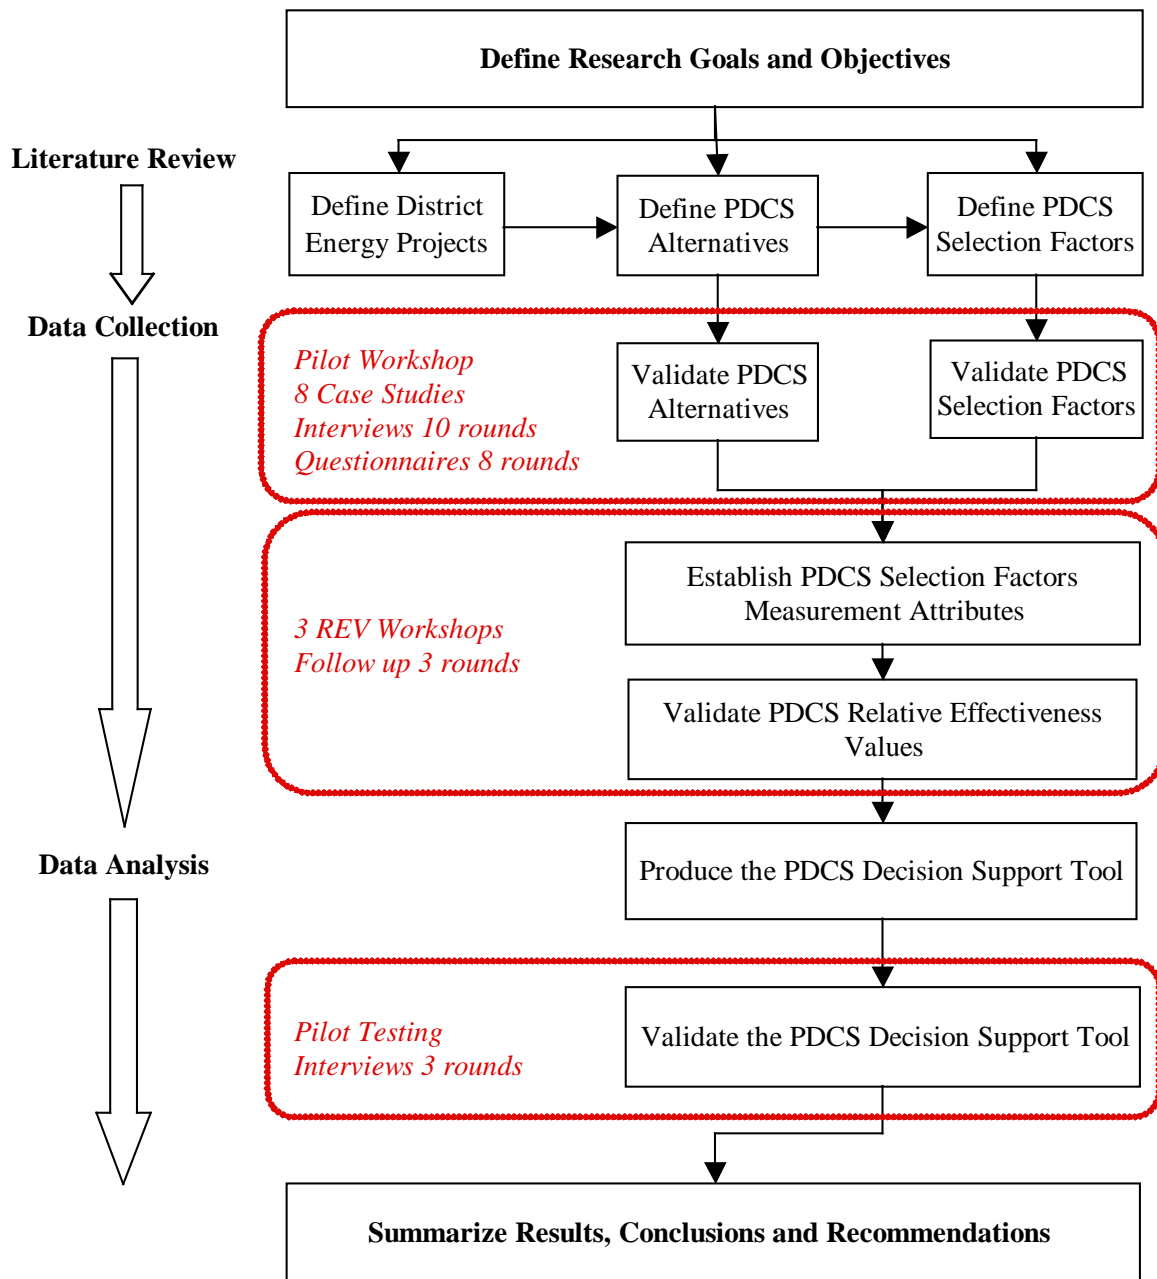 Define Research Goals and Objectives
Literature Review
Define District
Energy Projects
Define PDCS
Alternatives
Define PDCS
Selection Factors
Data Collection
Pilot Workshop
8 Case Studies
Interviews 10 rounds
Questionnaires 8 rounds
Validate PDCS
Alternatives
Validate PDCS
Selection Factors
3 REV Workshops
Follow up 3 rounds
Establish PDCS Selection Factors
Measurement Attributes
Validate PDCS Relative Effectiveness
Values
Data Analysis
Produce the PDCS Decision Support Tool
Pilot Testing
Interviews 3 rounds
Validate the PDCS Decision Support Tool
Summarize Results, Conclusions and Recommendations